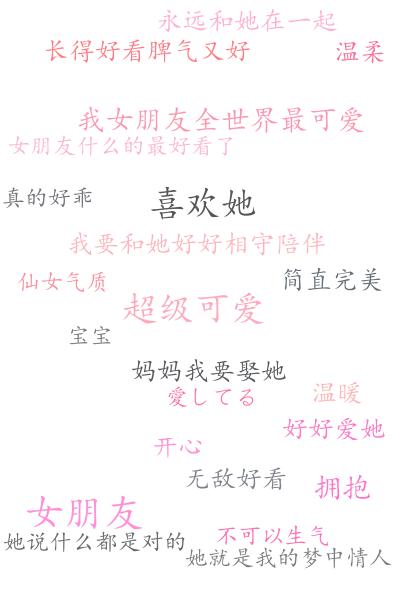 永远和她在一起
长得好看脾气又好
温柔
我女朋友全世界最可爱
女朋友什么的最好看了
真的好乖
喜欢她
我要和她好好相守陪伴
仙女气质
简直完美
超级可爱
宝宝
妈妈我要娶她
愛してる
温暖
好好爱她
开心
无敌好看
拥抱
女朋友
她说什么都是对的
不可以生气
她就是我的梦中情人